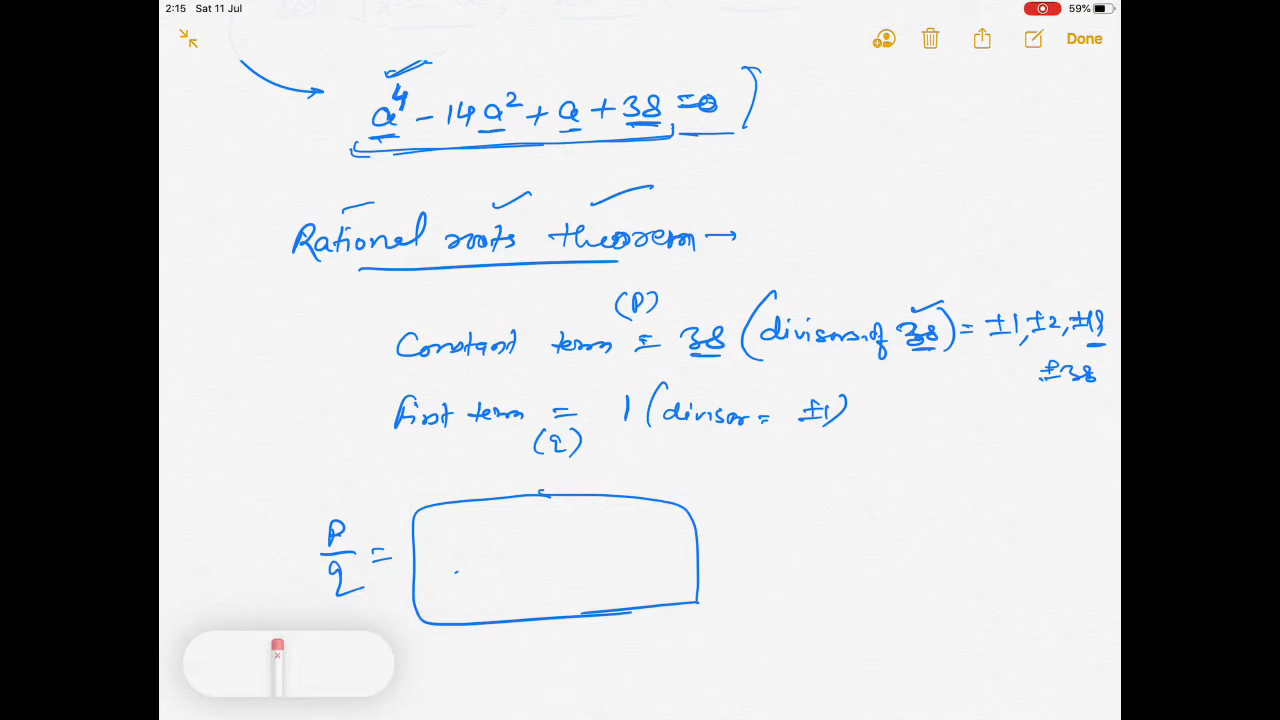 2:15 Sat 11 Jul
59%
Done
a⁴ - 14a² + a + 38 = 0
Rational roots theorem →
(P)
Constant term = 38 (divisors of 38) = ±1, ±2, ±19
±38
First term = 1 (divisor = ±1)
(q)
P/q =